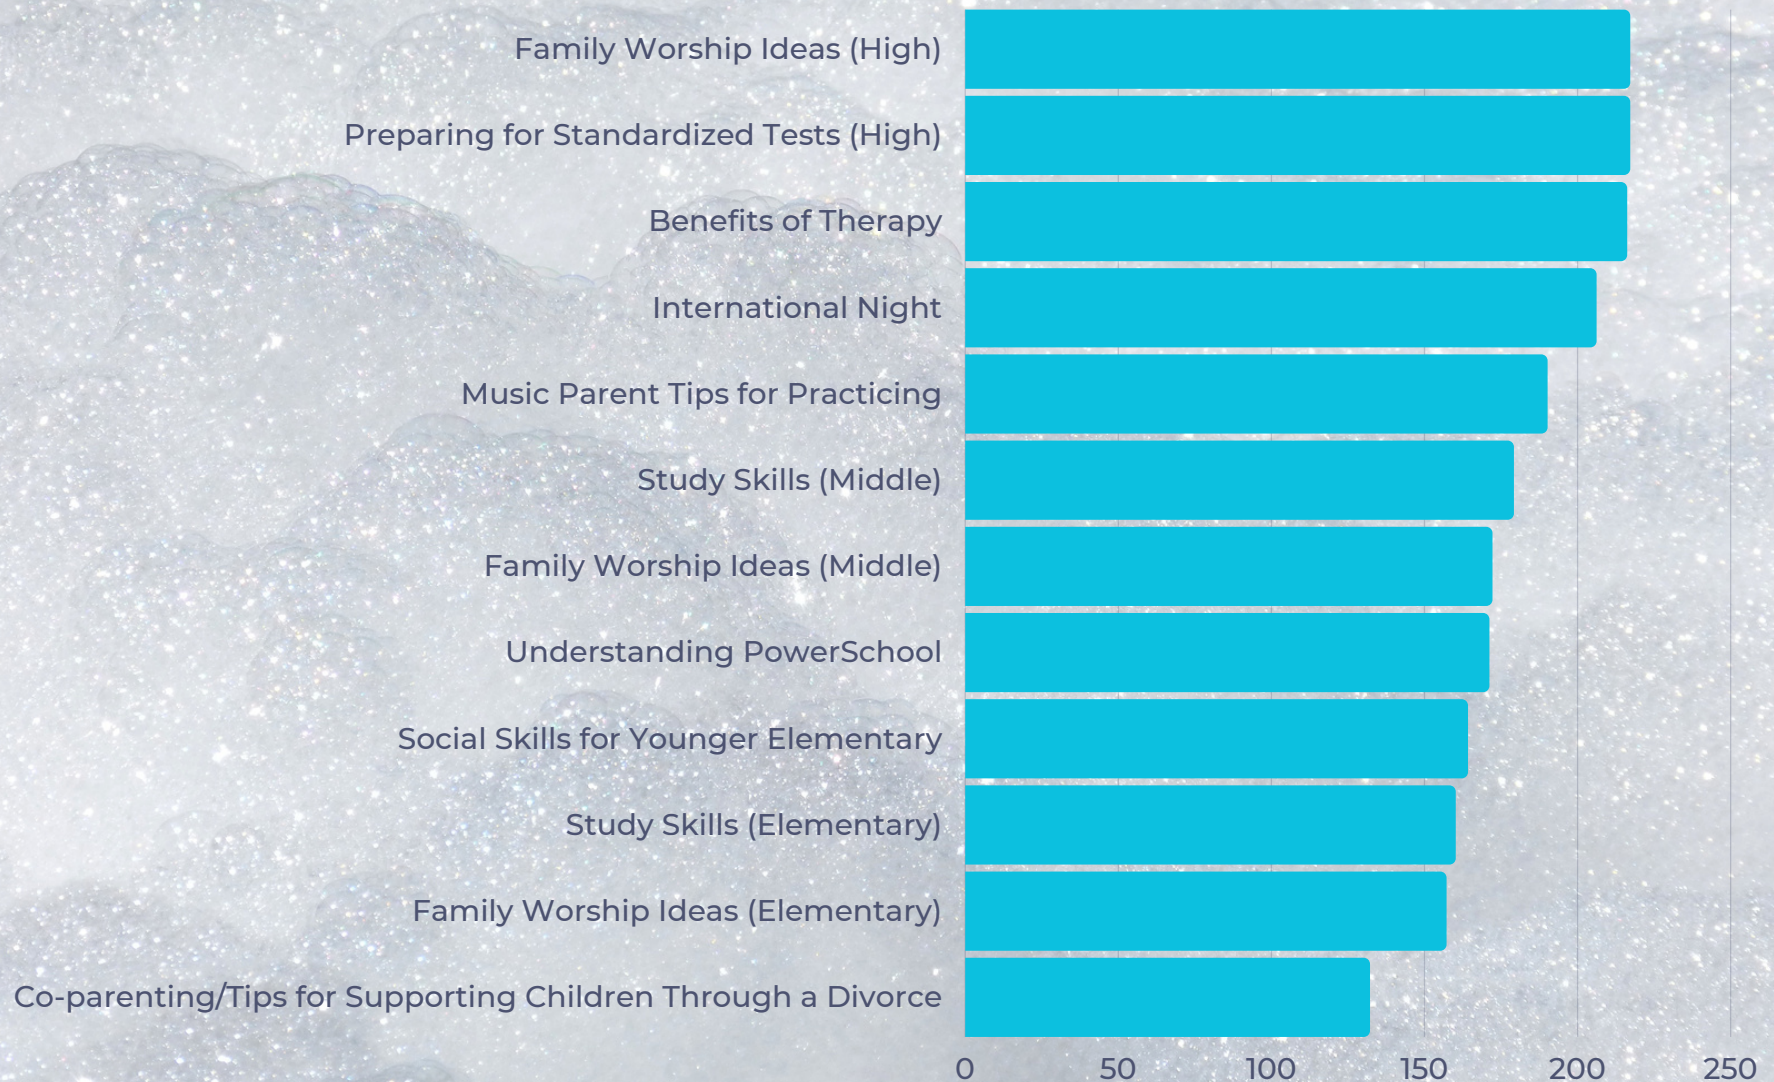 Family Worship Ideas (High)
Preparing for Standardized Tests (High)
Benefits of Therapy
International Night
Music Parent Tips for Practicing
Study Skills (Middle)
Family Worship Ideas (Middle)
Understanding PowerSchool
Social Skills for Younger Elementary
Study Skills (Elementary)
Family Worship Ideas (Elementary)
Co-parenting/Tips for Supporting Children Through a Divorce
0 50 100 150 200 250